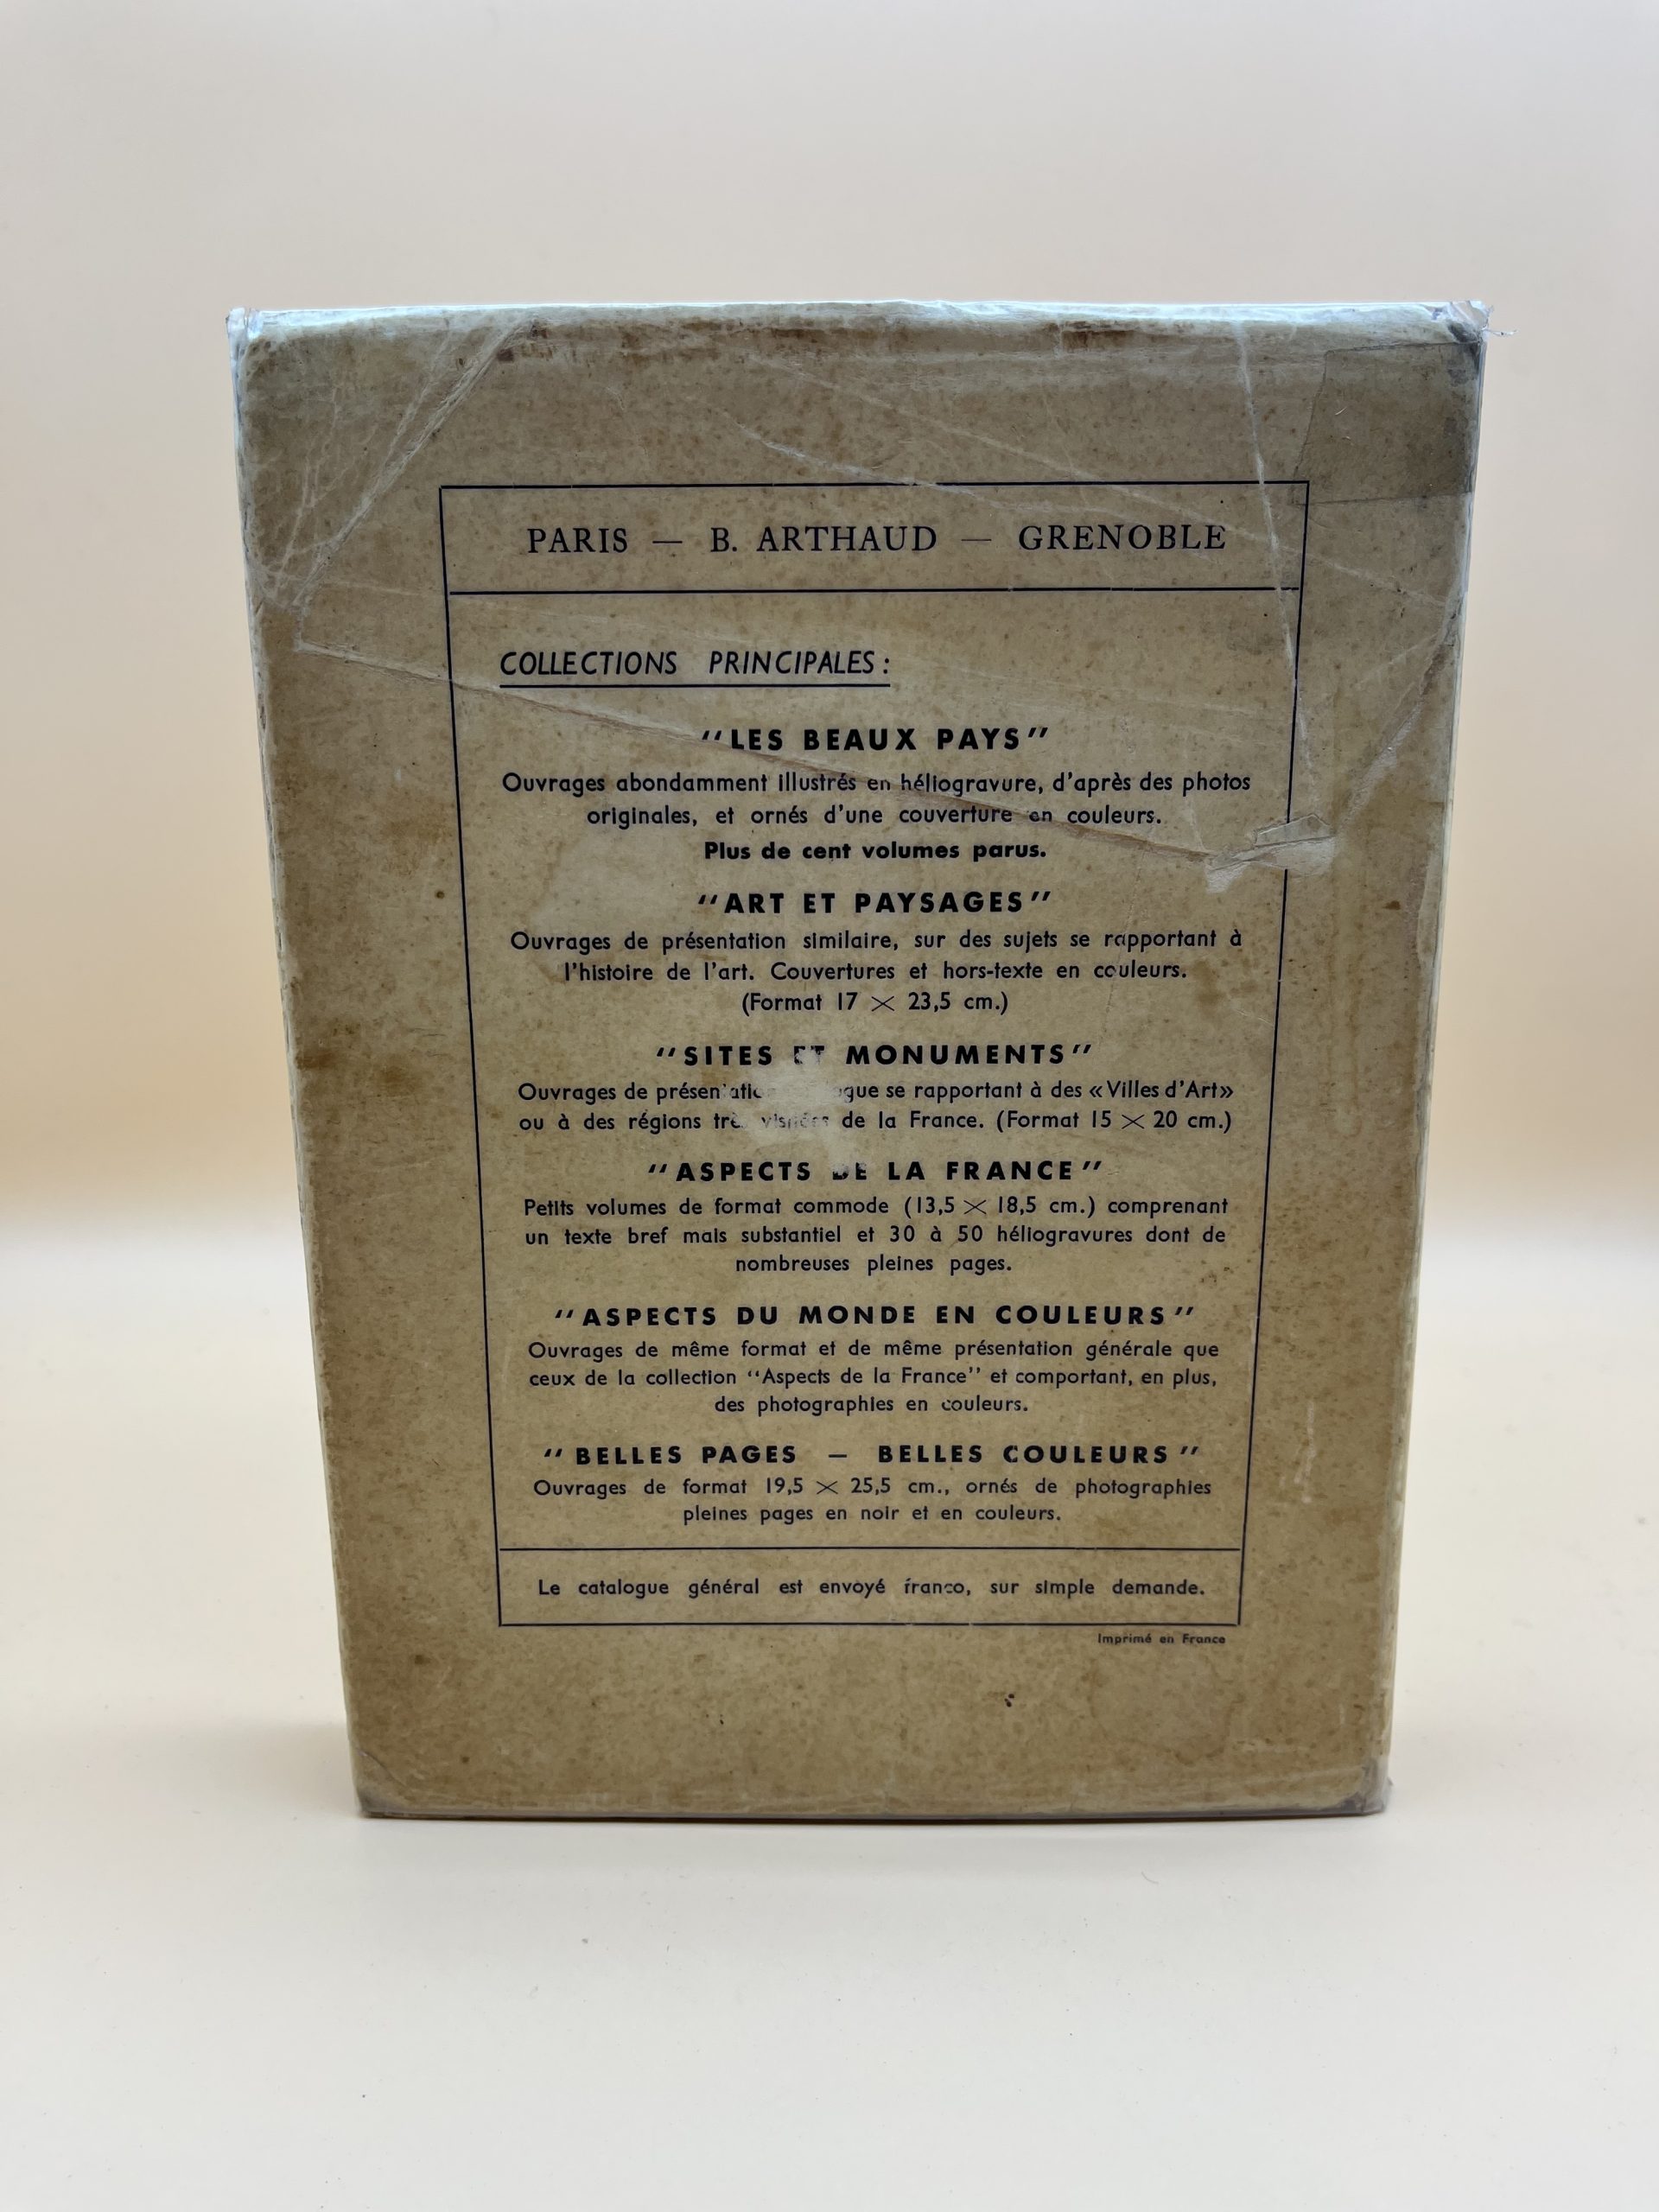 PARIS — B. ARTHAUD — GRENOBLE
COLLECTIONS PRINCIPALES :
"LES BEAUX PAYS"
Ouvrages abondamment illustrés en héliogravure, d'après des photos
originales, et ornés d'une couverture en couleurs.
Plus de cent volumes parus.
"ART ET PAYSAGES"
Ouvrages de présentation similaire, sur des sujets se rapportant à
l'histoire de l'art. Couvertures et hors-texte en couleurs.
(Format 17 × 23,5 cm.)
"SITES ET MONUMENTS"
Ouvrages de présentation se rapportant à des «Villes d'Art»
ou à des régions très visitées de la France. (Format 15 × 20 cm.)
"ASPECTS DE LA FRANCE"
Petits volumes de format commode (13,5 × 18,5 cm.) comprenant
un texte bref mais substantiel et 30 à 50 héliogravures dont de
nombreuses pleines pages.
"ASPECTS DU MONDE EN COULEURS"
Ouvrages de même format et de même présentation générale que
ceux de la collection "Aspects de la France" et comportant, en plus,
des photographies en couleurs.
"BELLES PAGES — BELLES COULEURS"
Ouvrages de format 19,5 × 25,5 cm., ornés de photographies
pleines pages en noir et en couleurs.
Le catalogue général est envoyé franco, sur simple demande.
Imprimé en France